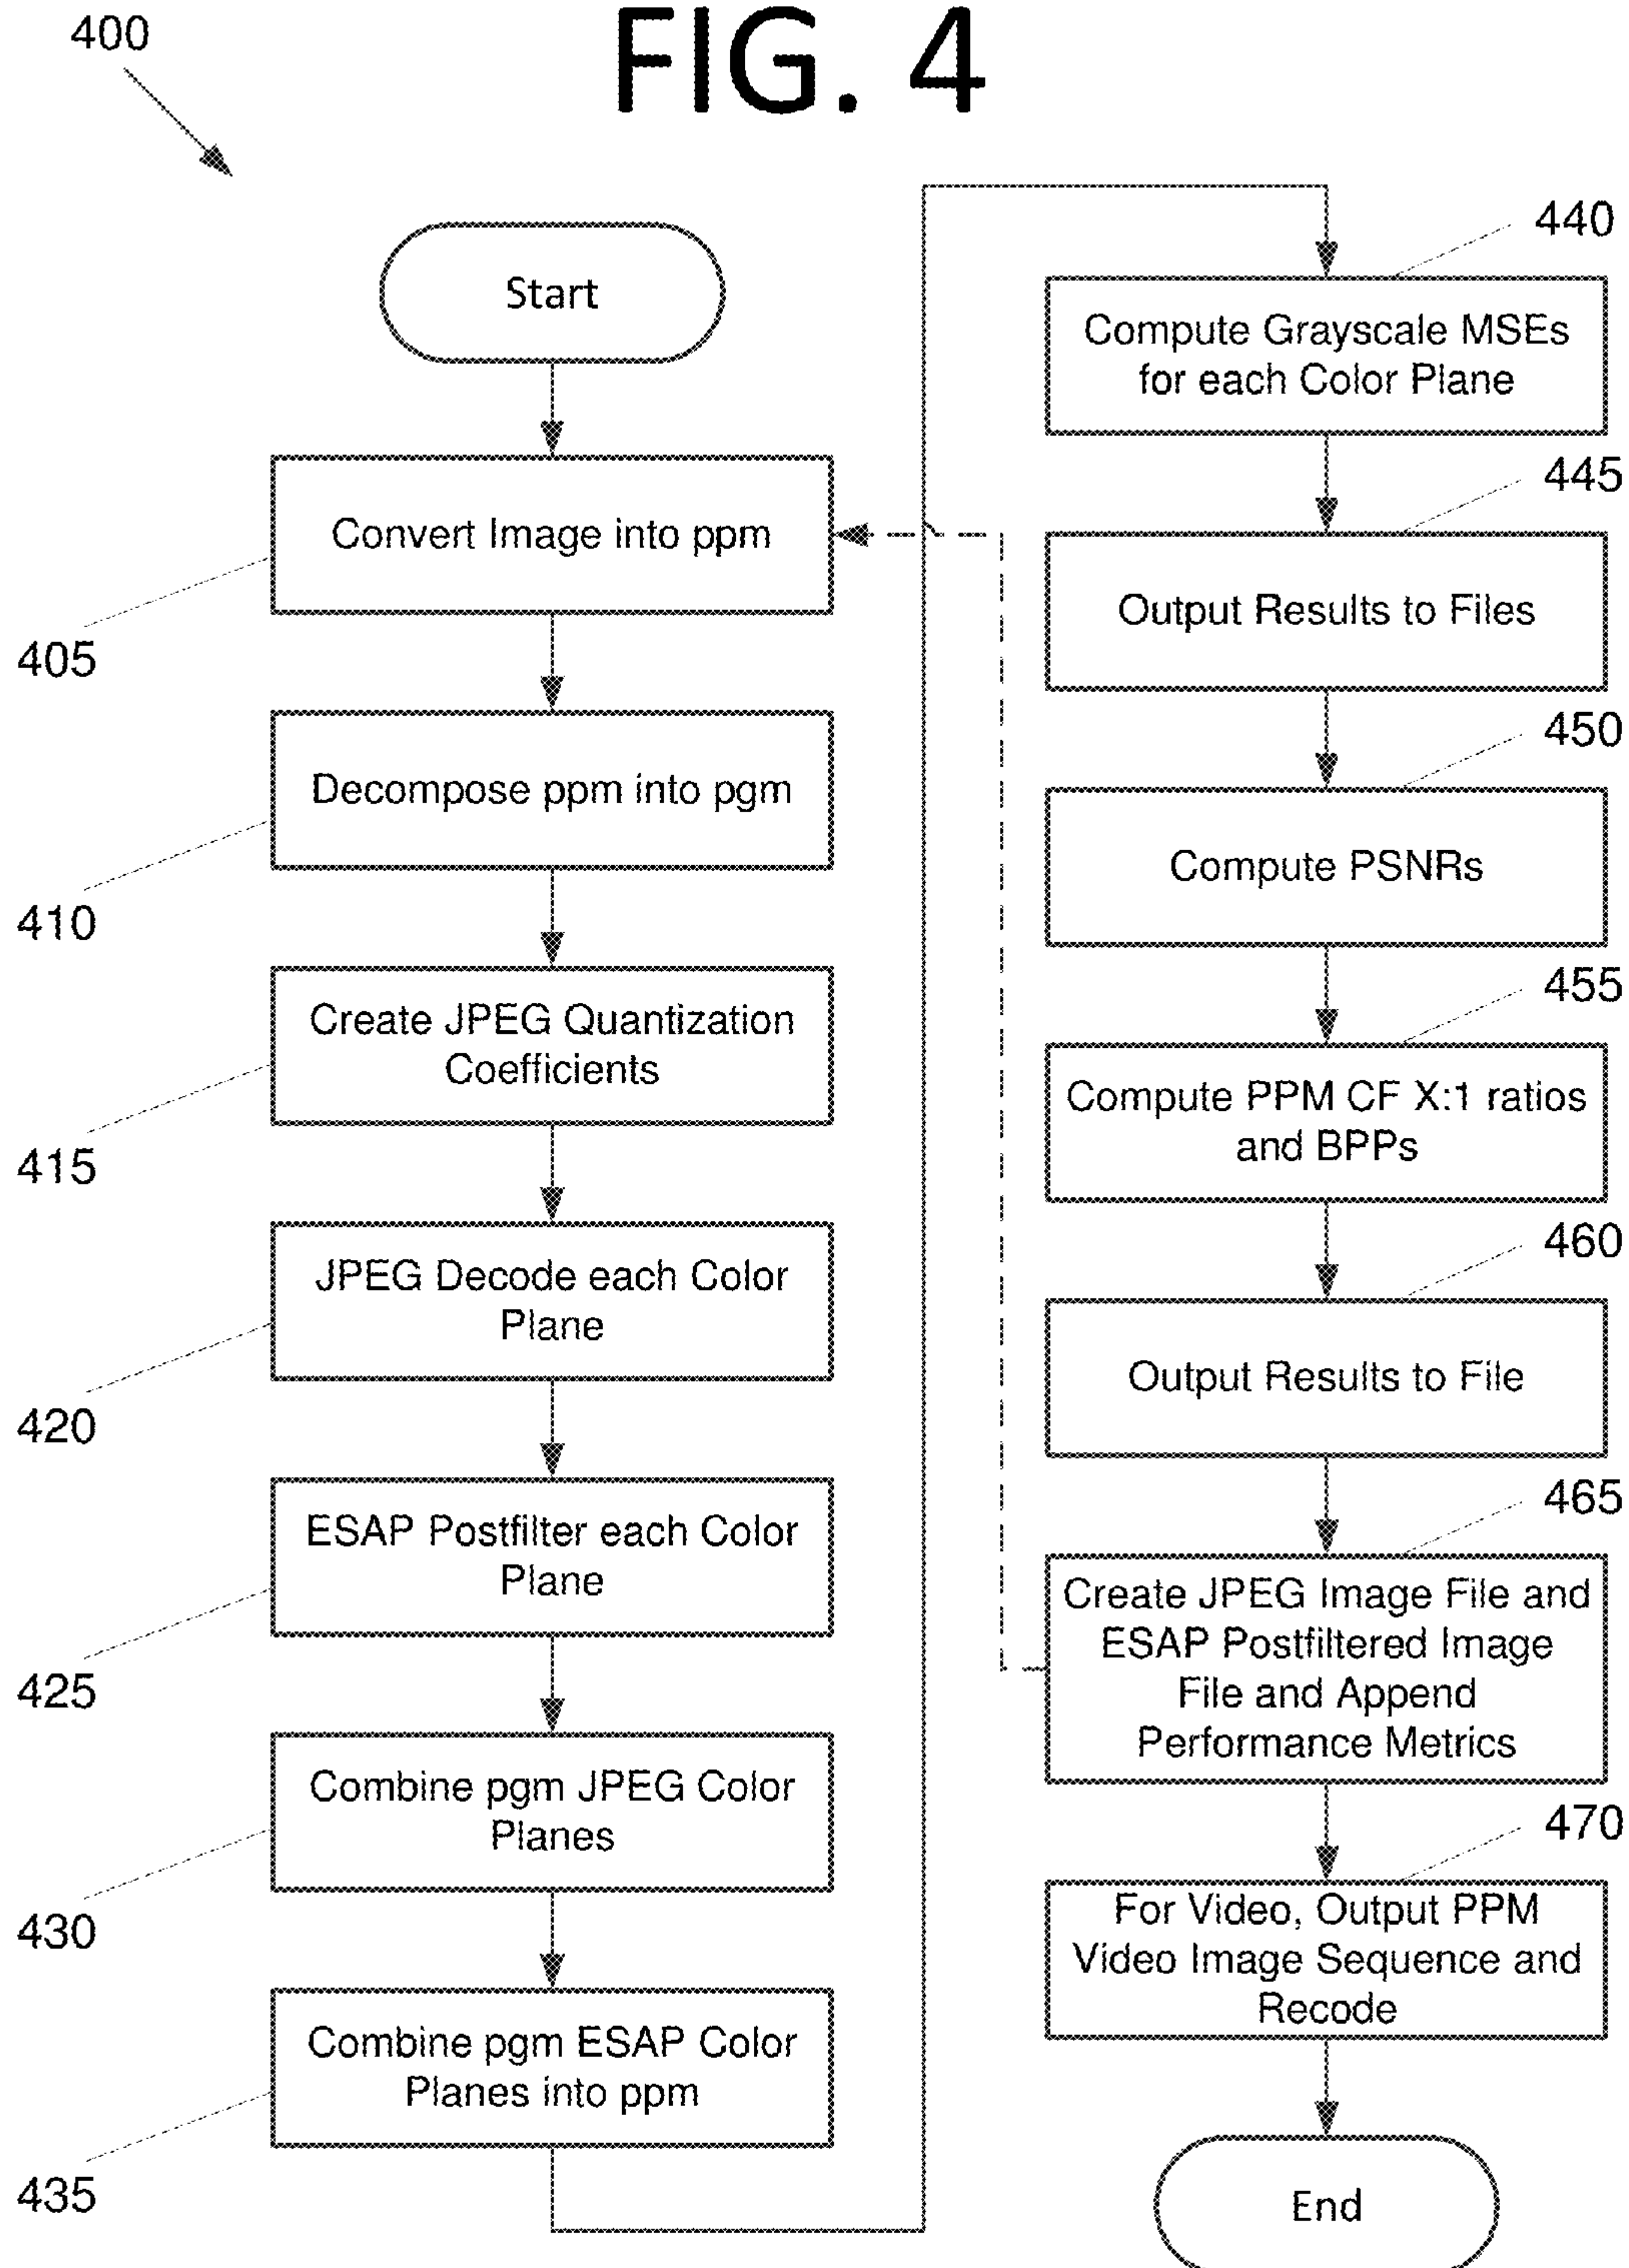 400
FIG. 4
Start
Convert Image into ppm
405
Decompose ppm into pgm
410
Create JPEG Quantization
Coefficients
415
JPEG Decode each Color
Plane
420
ESAP Postfilter each Color
Plane
425
Combine pgm JPEG Color
Planes
430
Combine pgm ESAP Color
Planes into ppm
435
440
Compute Grayscale MSEs
for each Color Plane
445
Output Results to Files
450
Compute PSNRs
455
Compute PPM CF X:1 ratios
and BPPs
460
Output Results to File
465
Create JPEG Image File and
ESAP Postfiltered Image
File and Append
Performance Metrics
470
For Video, Output PPM
Video Image Sequence and
Recode
End